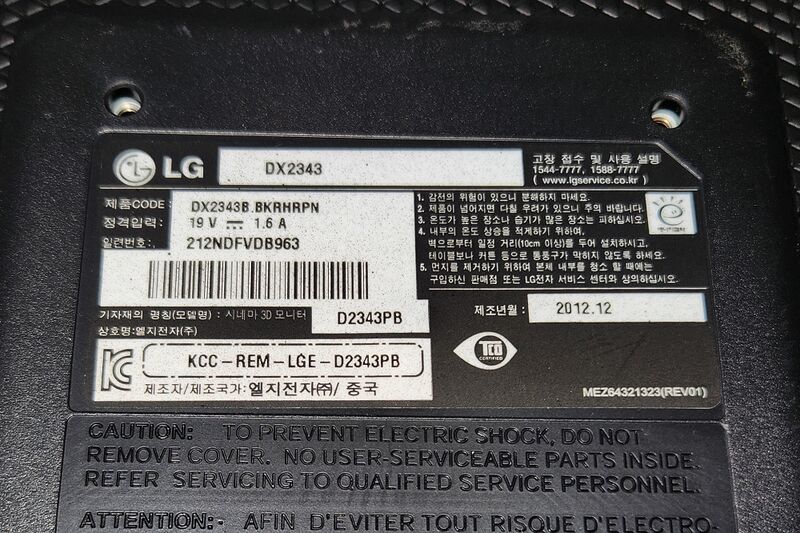 LG
DX2343
고장 접수 및 사용 설명
1544-7777, 1588-7777
( www.lgservice.co.kr )
제품CODE : DX2343B.BKRHRPN
정격입력 : 19 V ⎓ 1.6 A
일련번호 : 212NDFVDB963
1. 감전의 위험이 있으니 분해하지 마세요.
2. 제품이 넘어지면 다칠 우려가 있으니 주의 바랍니다.
3. 온도가 높은 장소나 습기가 많은 장소는 피하십시오.
4. 내부의 온도 상승을 적게하기 위하여,
벽으로부터 일정 거리(10cm 이상)를 두어 설치하시고,
테이블보나 커튼 등으로 통풍구가 막히지 않도록 하세요.
5. 먼지를 제거하기 위하여 본체 내부를 청소 할 때에는
구입하신 판매점 또는 LG전자 서비스 센터와 상의하십시오.
기자재의 명칭(모델명) : 시네마 3D 모니터 D2343PB
상호명:엘지전자(주)
제조년월 : 2012.12
KCC-REM-LGE-D2343PB
제조자/제조국가: 엘지전자㈜/ 중국
TCO
CERTIFIED
MEZ64321323(REV01)
CAUTION: TO PREVENT ELECTRIC SHOCK, DO NOT
REMOVE COVER. NO USER-SERVICEABLE PARTS INSIDE.
REFER SERVICING TO QUALIFIED SERVICE PERSONNEL.
ATTENTION: - AFIN D'EVITER TOUT RISQUE D'ELECTRO-